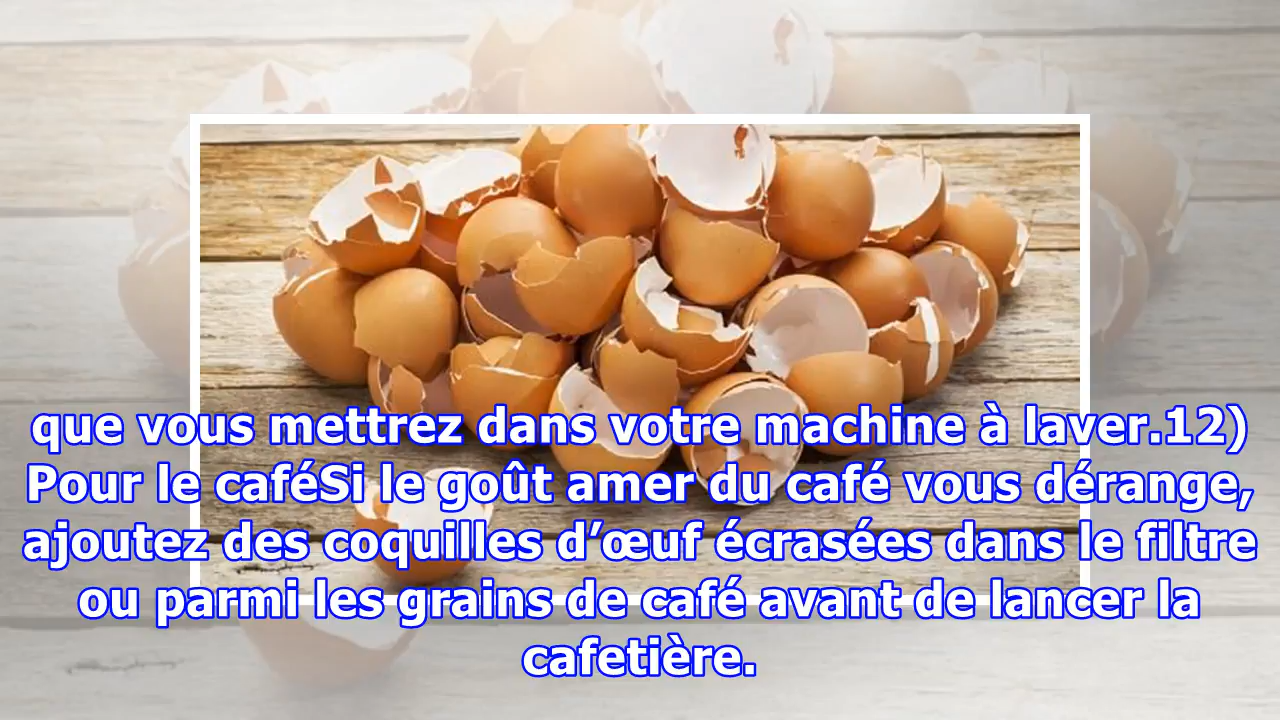 que vous mettrez dans votre machine à laver.12)
Pour le caféSi le goût amer du café vous dérange,
ajoutez des coquilles d’œuf écrasées dans le filtre
ou parmi les grains de café avant de lancer la
cafetière.